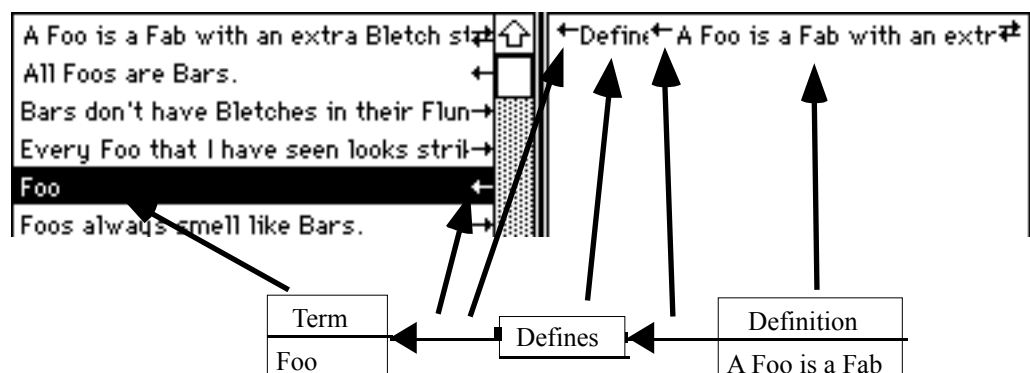 A Foo is a Fab with an extra Bletch st
All Foos are Bars.
Bars don't have Bletches in their Flun
Every Foo that I have seen looks stril
Foo
Foos always smell like Bars.
Define
A Foo is a Fab with an extr
Term
Foo
Defines
Definition
A Foo is a Fab